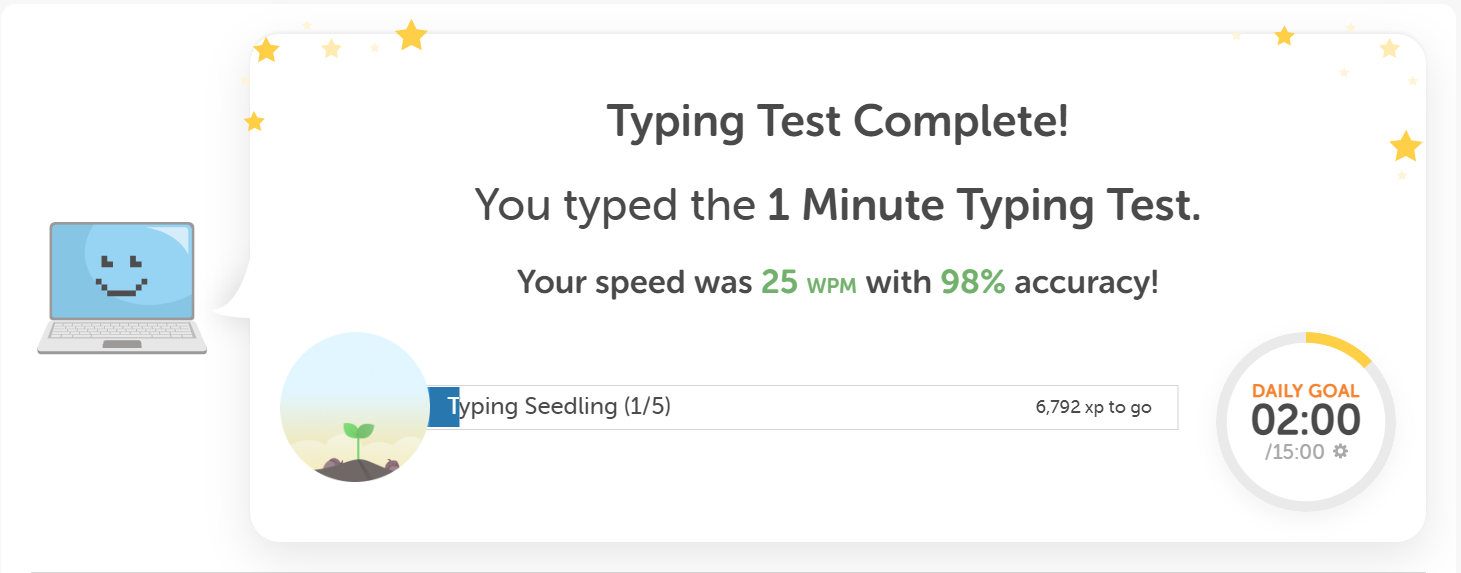 Typing Test Complete!
You typed the 1 Minute Typing Test.
Your speed was 25 WPM with 98% accuracy!
Typing Seedling (1/5)
6,792 xp to go
DAILY GOAL
02:00
/15:00